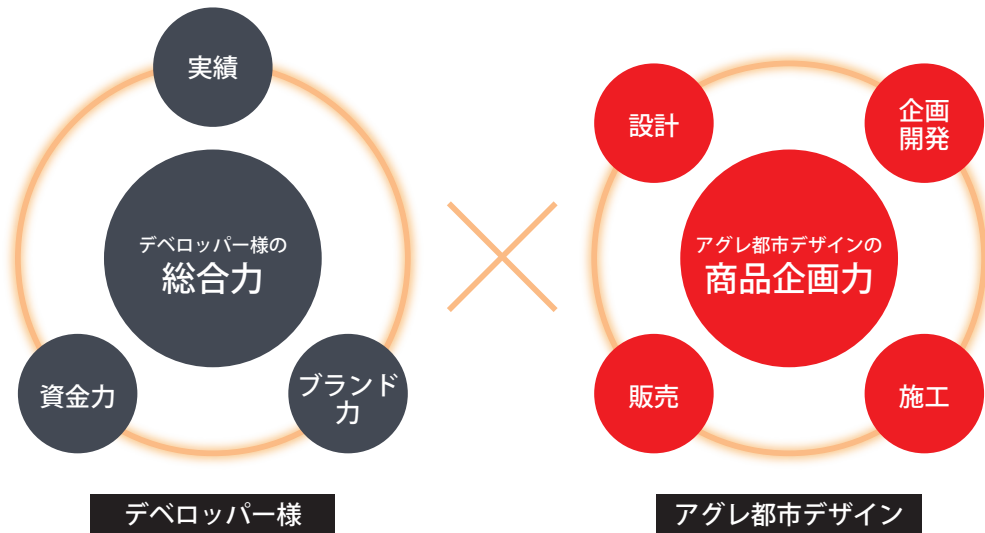 実績
デベロッパー様の
総合力
資金力
ブランド
力
デベロッパー様
設計
企画
開発
アグレ都市デザインの
商品企画力
販売
施工
アグレ都市デザイン